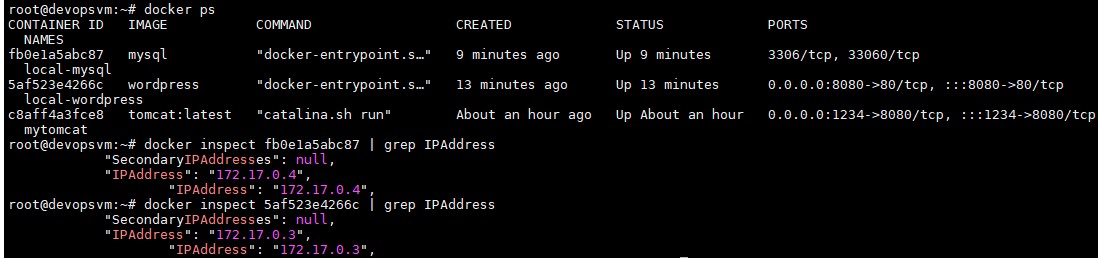 root@devopsvm:~# docker ps
CONTAINER ID   IMAGE           COMMAND                  CREATED             STATUS             PORTS
  NAMES
fb0e1a5abc87   mysql           "docker-entrypoint.s…"   9 minutes ago       Up 9 minutes       3306/tcp, 33060/tcp
  local-mysql
5af523e4266c   wordpress       "docker-entrypoint.s…"   13 minutes ago      Up 13 minutes      0.0.0.0:8080->80/tcp, :::8080->80/tcp
  local-wordpress
c8aff4a3fce8   tomcat:latest   "catalina.sh run"        About an hour ago   Up About an hour   0.0.0.0:1234->8080/tcp, :::1234->8080/tcp
  mytomcat
root@devopsvm:~# docker inspect fb0e1a5abc87 | grep IPAddress
            "SecondaryIPAddresses": null,
            "IPAddress": "172.17.0.4",
                    "IPAddress": "172.17.0.4",
root@devopsvm:~# docker inspect 5af523e4266c | grep IPAddress
            "SecondaryIPAddresses": null,
            "IPAddress": "172.17.0.3",
                    "IPAddress": "172.17.0.3",